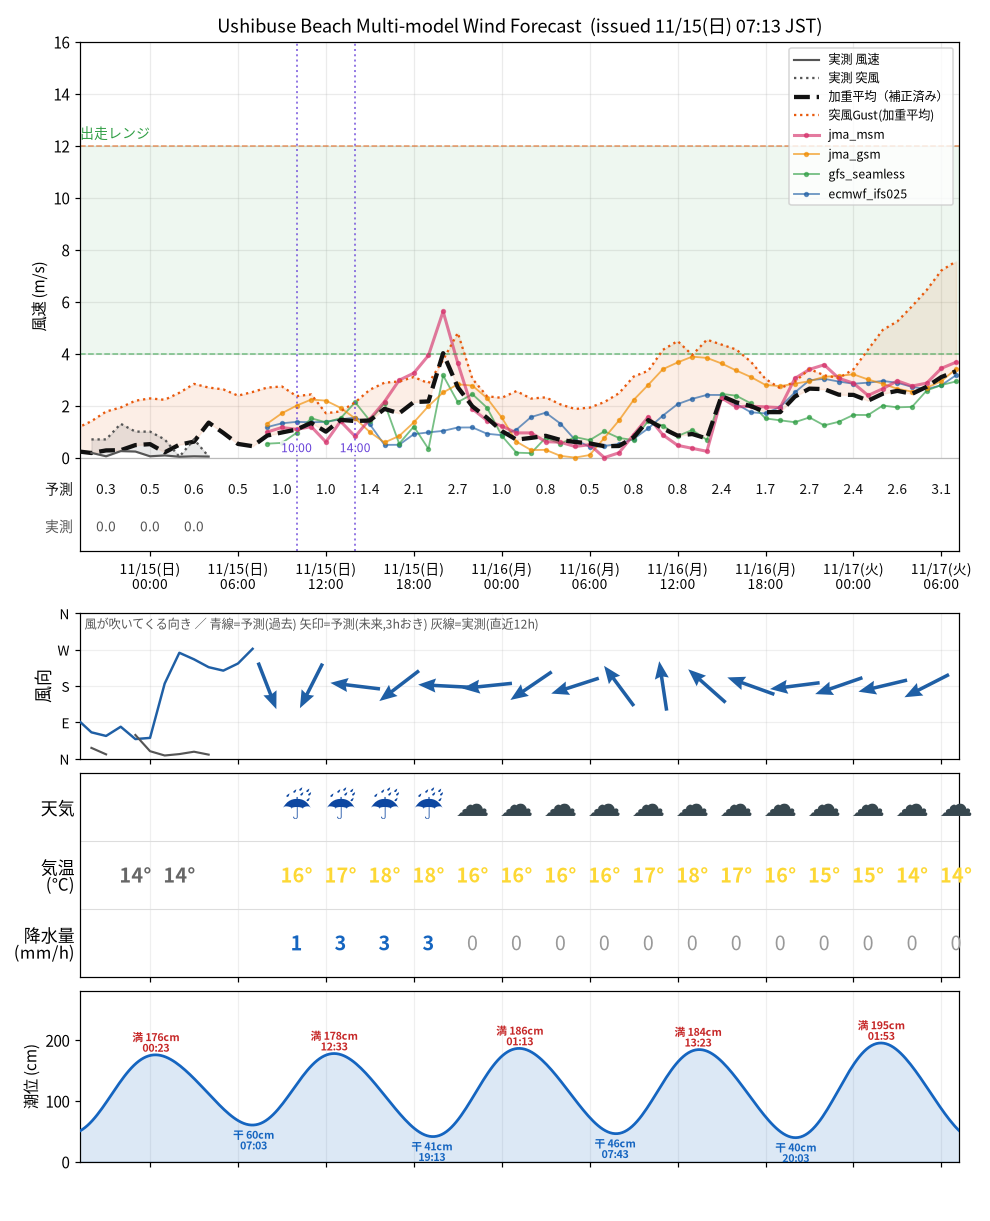 Ushibuse Beach Multi-model Wind Forecast (issued 11/15(日) 07:13 JST)
風速 (m/s)
16
14
12
10
8
6
4
2
0
出走レンジ
実測 風速
実測 突風
加重平均（補正済み）
突風Gust(加重平均)
jma_msm
jma_gsm
gfs_seamless
ecmwf_ifs025
10:00
14:00
予測 0.3 0.5 0.6 0.5 1.0 1.0 1.4 2.1 2.7 1.0 0.8 0.5 0.8 0.8 2.4 1.7 2.7 2.4 2.6 3.1
実測 0.0 0.0 0.0
11/15(日) 11/15(日) 11/15(日) 11/15(日) 11/16(月) 11/16(月) 11/16(月) 11/16(月) 11/17(火) 11/17(火)
00:00 06:00 12:00 18:00 00:00 06:00 12:00 18:00 00:00 06:00
風向
N
W
S
E
N
風が吹いてくる向き ／ 青線=予測(過去) 矢印=予測(未来,3hおき) 灰線=実測(直近12h)
天気
気温
(°C)
14° 14° 16° 17° 18° 18° 16° 16° 16° 16° 17° 18° 17° 16° 15° 15° 14° 14°
降水量
(mm/h)
1 3 3 3 0 0 0 0 0 0 0 0 0 0 0 0
潮位 (cm)
200
100
0
満 176cm
00:23
干 60cm
07:03
満 178cm
12:33
干 41cm
19:13
満 186cm
01:13
干 46cm
07:43
満 184cm
13:23
干 40cm
20:03
満 195cm
01:53